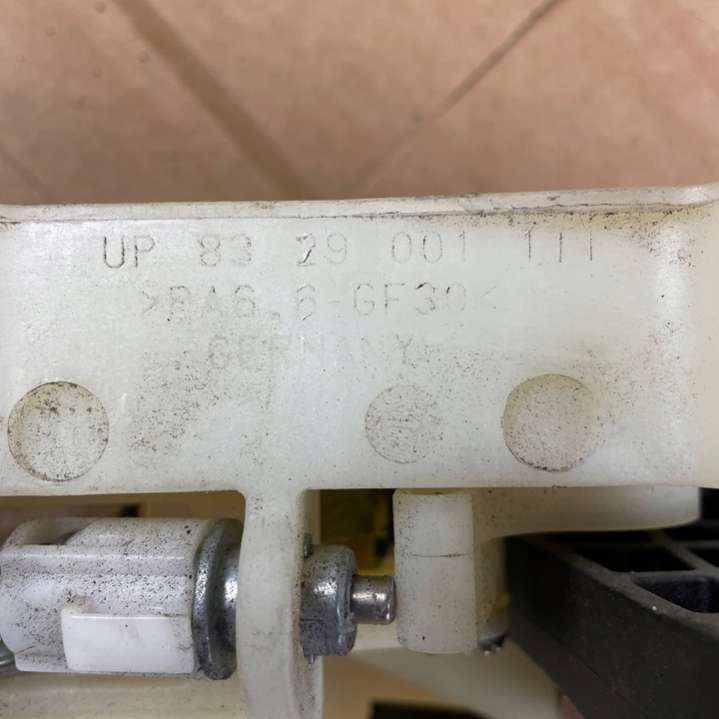 UP 83 29 001 111
>PA6.6-GF30<
GERMANY